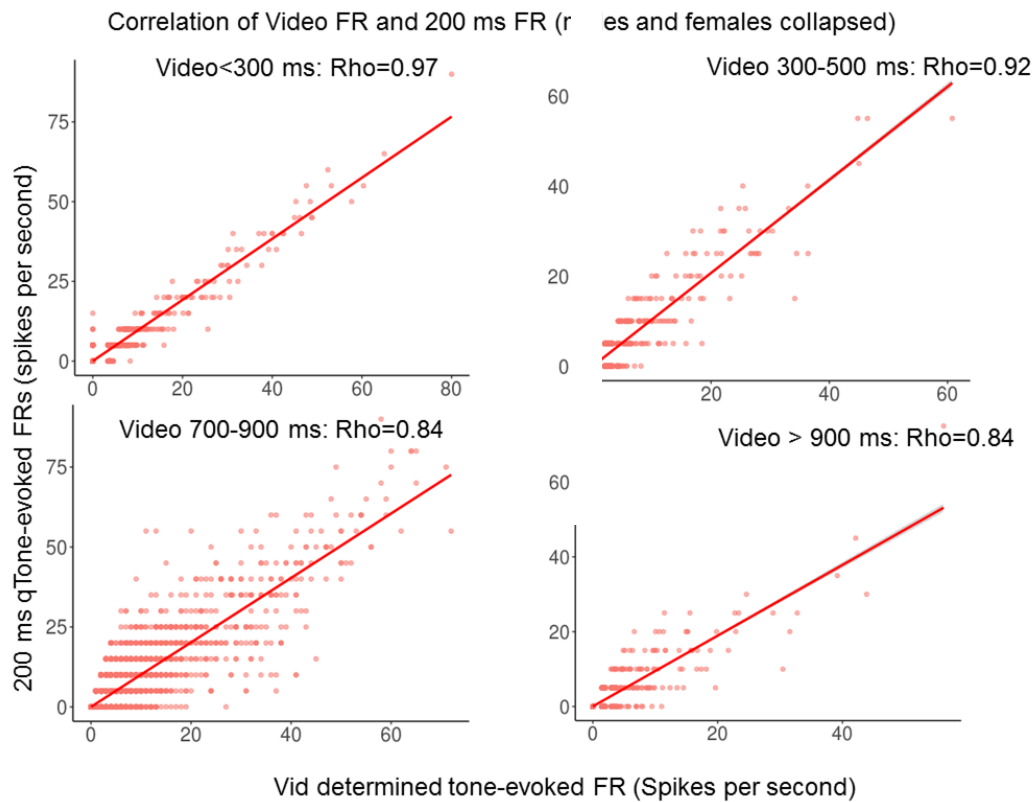 Correlation of Video FR and 200 ms FR ( es and females collapsed)
Video<300 ms: Rho=0.97
75
50
25
0
0 20 40 60 80
Video 300-500 ms: Rho=0.92
60
40
20
0
20 40 60
200 ms qTone-evoked FRs (spikes per second)
Video 700-900 ms: Rho=0.84
75
50
25
0
0 20 40 60
Video > 900 ms: Rho=0.84
60
40
20
0
0 20 40
Vid determined tone-evoked FR (Spikes per second)